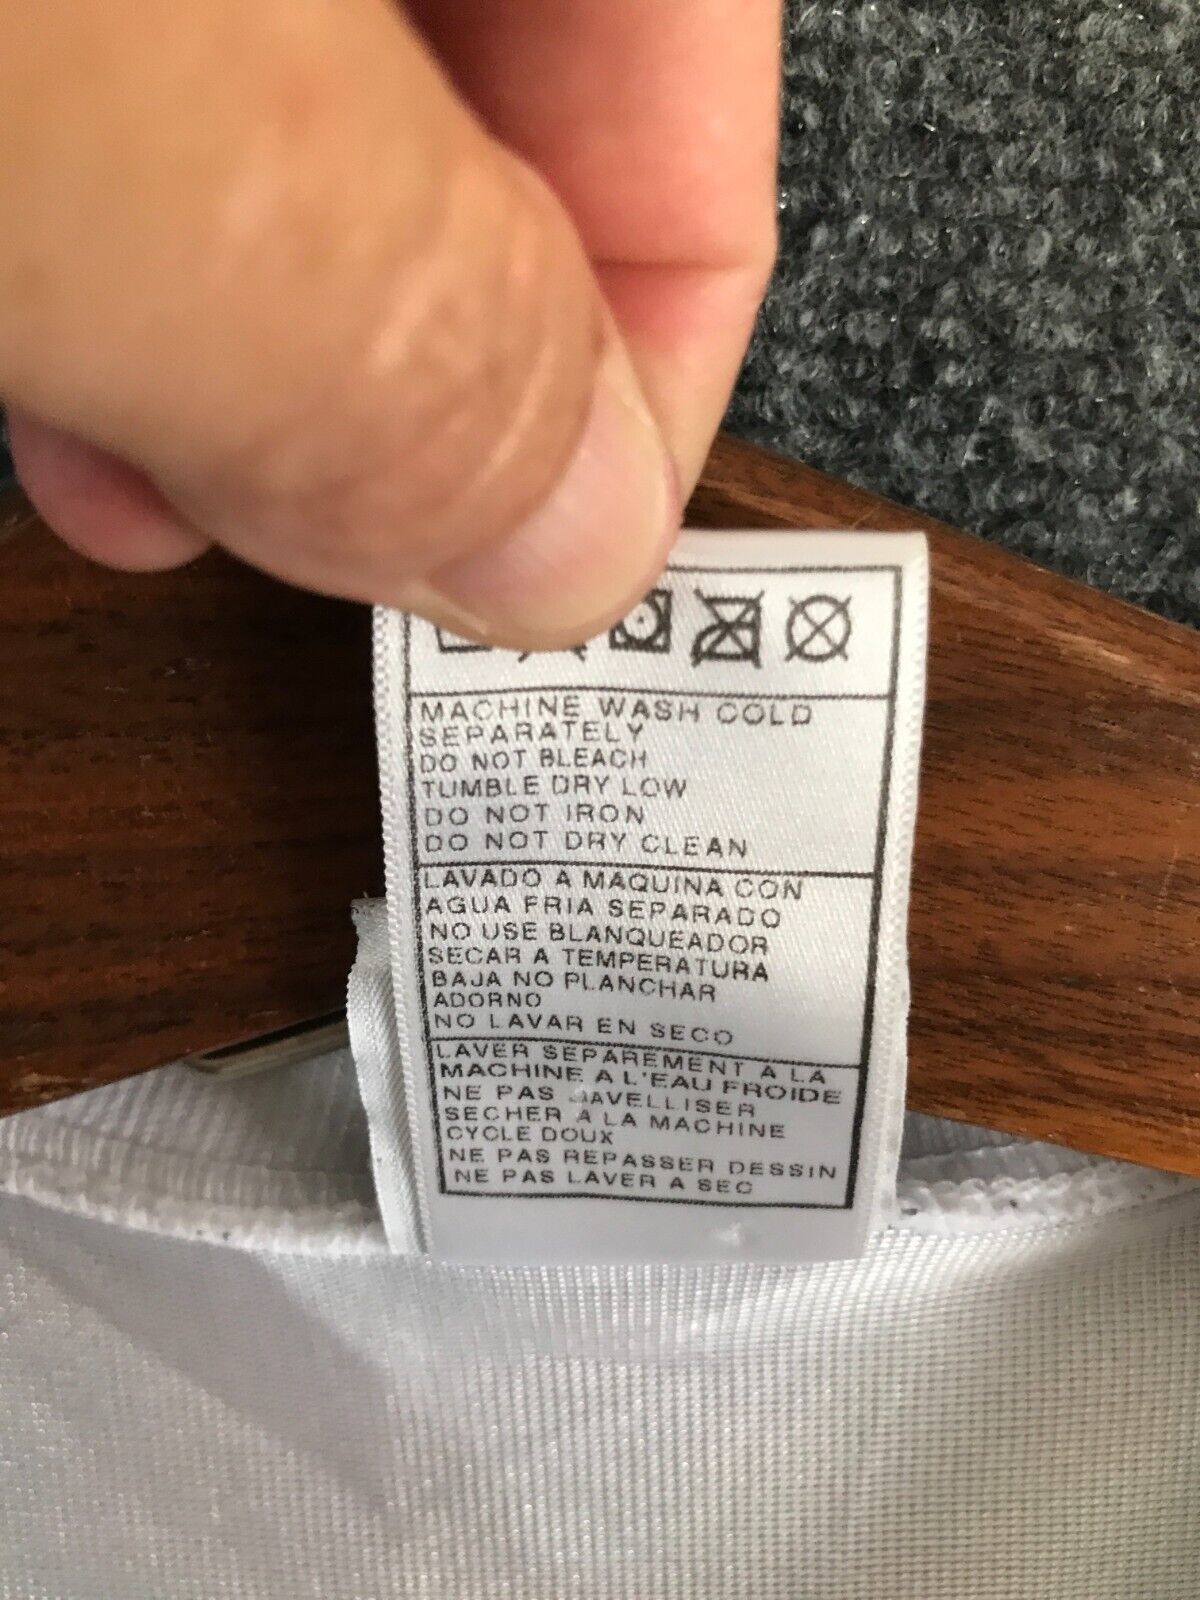 MACHINE WASH COLD
SEPARATELY
DO NOT BLEACH
TUMBLE DRY LOW
DO NOT IRON
DO NOT DRY CLEAN
LAVADO A MAQUINA CON
AGUA FRIA SEPARADO
NO USE BLANQUEADOR
SECAR A TEMPERATURA
BAJA NO PLANCHAR
ADORNO
NO LAVAR EN SECO
LAVER SEPAREMENT A LA
MACHINE A L'EAU FROIDE
NE PAS JAVELLISER
SECHER A LA MACHINE
CYCLE DOUX
NE PAS REPASSER DESSIN
NE PAS LAVER A SEC